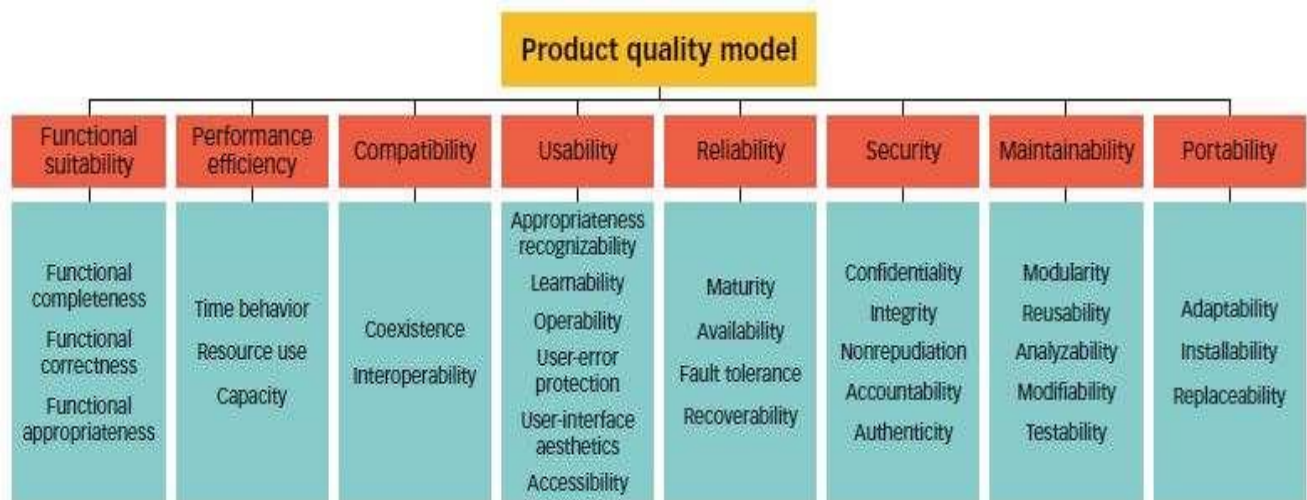 Product quality model
Functional
suitability
Performance
efficiency
Compatibility
Usability
Reliability
Security
Maintainability
Portability
Functional
completeness
Functional
correctness
Functional
appropriateness
Time behavior
Resource use
Capacity
Coexistence
Interoperability
Appropriateness
recognizability
Learnability
Operability
User-error
protection
User-interface
aesthetics
Accessibility
Maturity
Availability
Fault tolerance
Recoverability
Confidentiality
Integrity
Nonrepudiation
Accountability
Authenticity
Modularity
Reusability
Analyzability
Modifiability
Testability
Adaptability
Installability
Replaceability